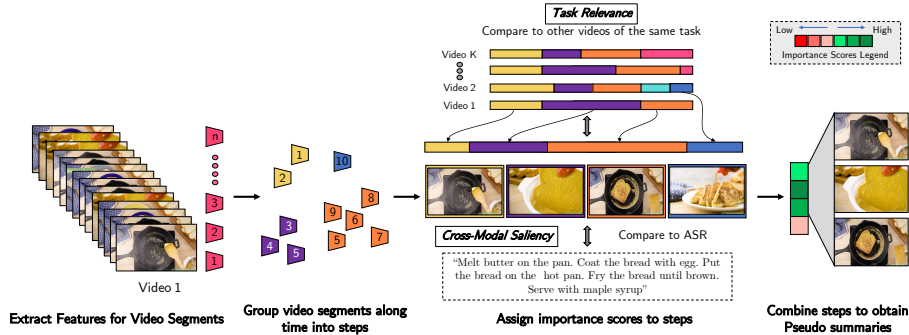 Task Relevance
Compare to other videos of the same task
Low
High
Importance Scores Legend
Video K
Video 2
Video 1
n
3
2
1
Video 1
1
2
10
3
4
5
8
9
6
5
7
Cross-Modal Saliency
Compare to ASR
“Melt butter on the pan. Coat the bread with egg. Put
the bread on the hot pan. Fry the bread until brown.
Serve with maple syrup”
Extract Features for Video Segments
Group video segments along
time into steps
Assign importance scores to steps
Combine steps to obtain
Pseudo summaries